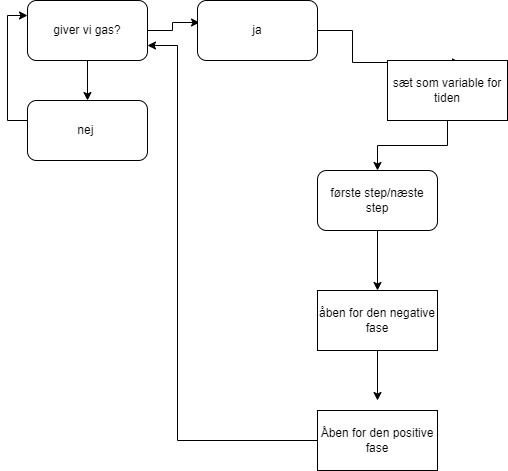 giver vi gas?
ja
nej
sæt som variable for
tiden
første step/næste
step
åben for den negative
fase
Åben for den positive
fase